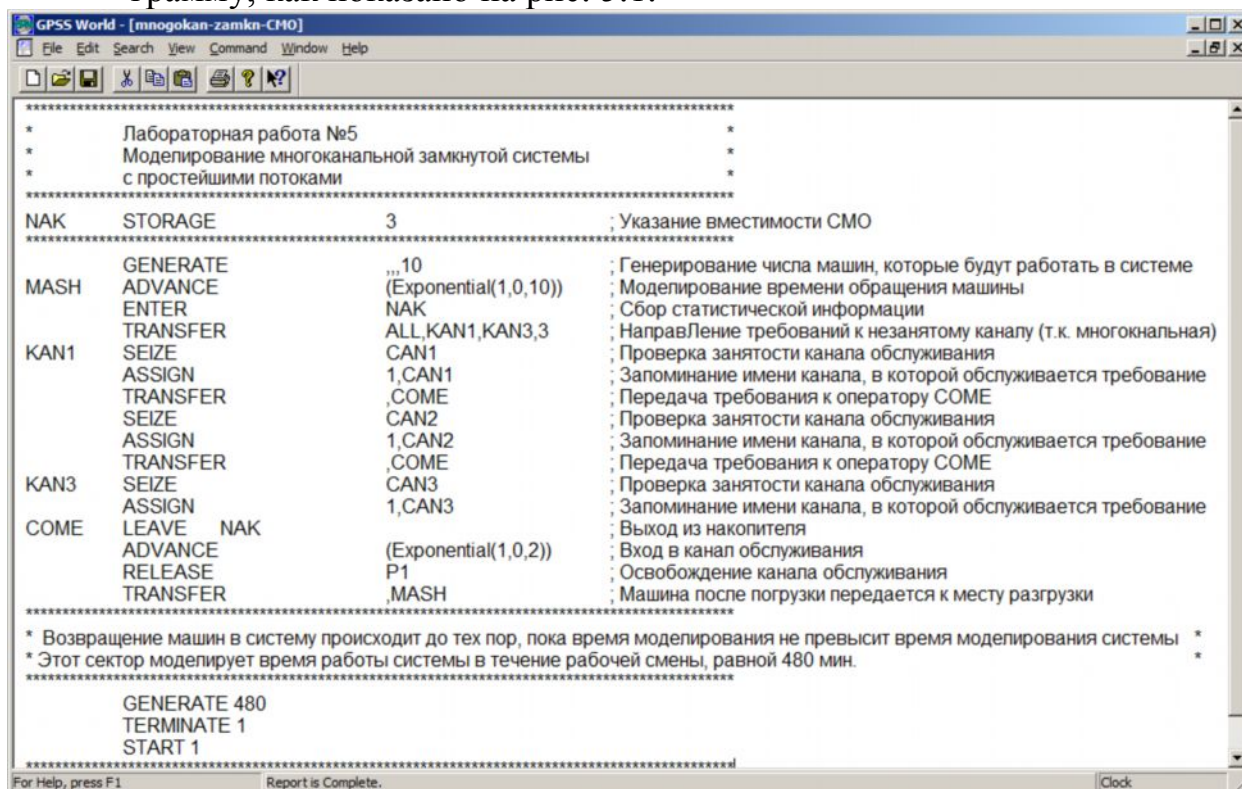 грамму, как показано на рис. 5.1.
GPSS World - [mnogokan-zamkn-CMO]
File Edit Search View Command Window Help
********************************************************************************
* Лабораторная работа №5 *
* Моделирование многоканальной замкнутой системы *
* с простейшими потоками *
********************************************************************************
NAK STORAGE 3 ; Указание вместимости СМО
********************************************************************************
GENERATE ,,,10 ; Генерирование числа машин, которые будут работать в системе
MASH ADVANCE (Exponential(1,0,10)) ; Моделирование времени обращения машины
ENTER NAK ; Сбор статистической информации
TRANSFER ALL,KAN1,KAN3,3 ; НаправЛение требований к незанятому каналу (т.к. многокнальная)
KAN1 SEIZE CAN1 ; Проверка занятости канала обслуживания
ASSIGN 1,CAN1 ; Запоминание имени канала, в которой обслуживается требование
TRANSFER ,COME ; Передача требования к оператору COME
SEIZE CAN2 ; Проверка занятости канала обслуживания
ASSIGN 1,CAN2 ; Запоминание имени канала, в которой обслуживается требование
TRANSFER ,COME ; Передача требования к оператору COME
KAN3 SEIZE CAN3 ; Проверка занятости канала обслуживания
ASSIGN 1,CAN3 ; Запоминание имени канала, в которой обслуживается требование
COME LEAVE NAK ; Выход из накопителя
ADVANCE (Exponential(1,0,2)) ; Вход в канал обслуживания
RELEASE P1 ; Освобождение канала обслуживания
TRANSFER ,MASH ; Машина после погрузки передается к месту разгрузки
********************************************************************************
* Возвращение машин в систему происходит до тех пор, пока время моделирования не превысит время моделирования системы *
* Этот сектор моделирует время работы системы в течение рабочей смены, равной 480 мин. *
********************************************************************************
GENERATE 480
TERMINATE 1
START 1
********************************************************************************
For Help, press F1 Report is Complete. Clock